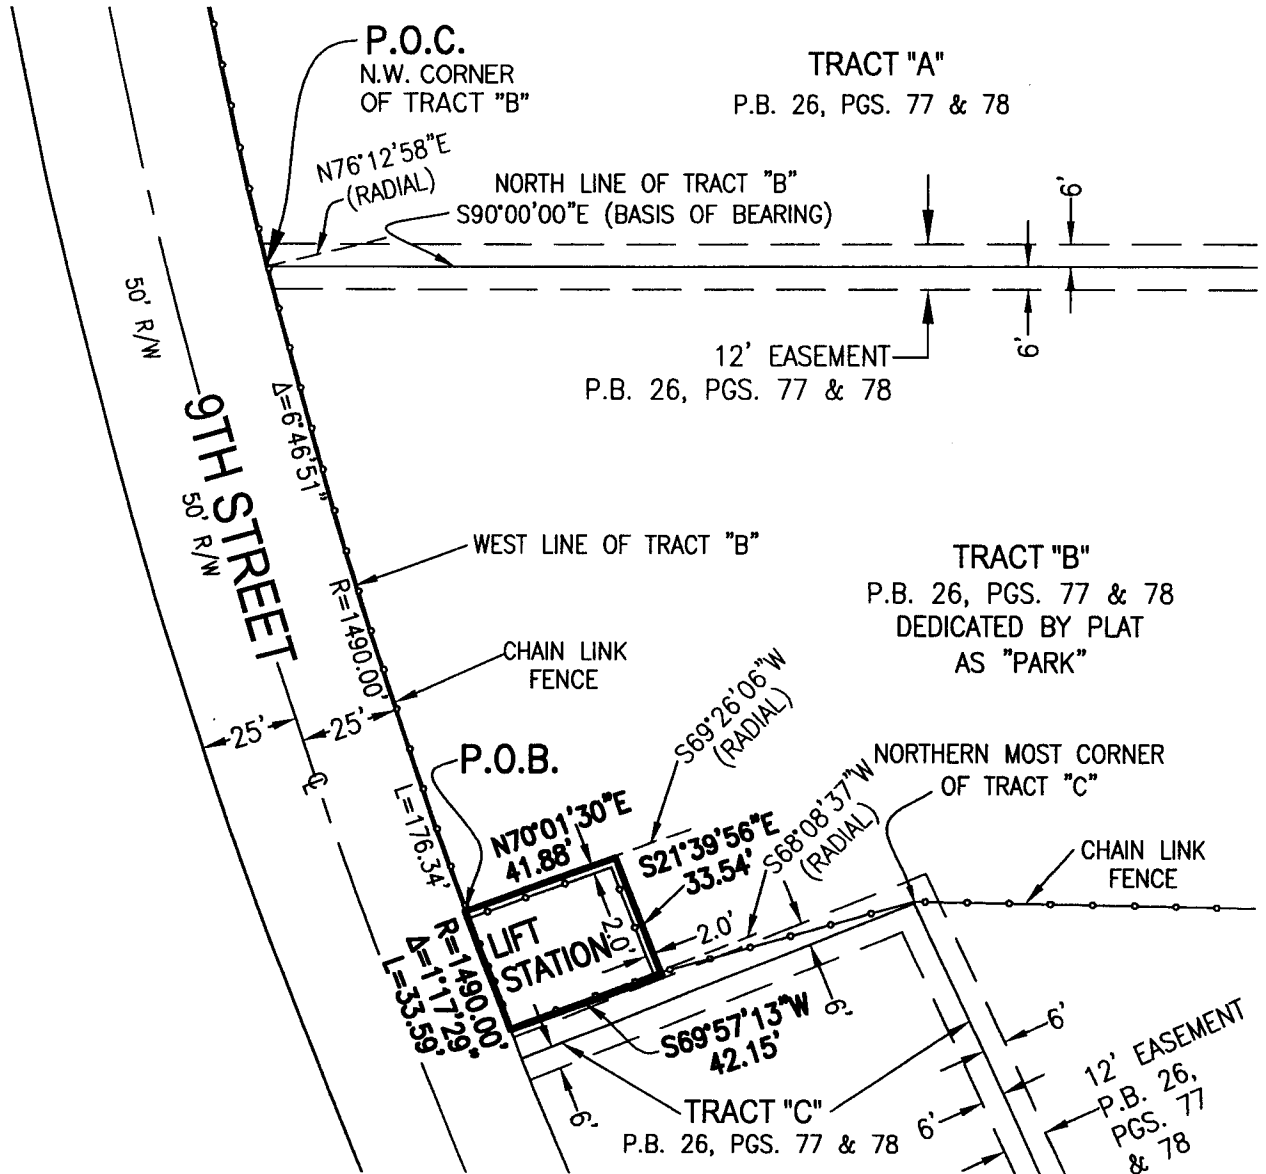 P.O.C.
N.W. CORNER
OF TRACT "B"
TRACT "A"
P.B. 26, PGS. 77 & 78
N76°12'58"E
(RADIAL)
NORTH LINE OF TRACT "B"
S90°00'00"E (BASIS OF BEARING)
6'
6'
12' EASEMENT
P.B. 26, PGS. 77 & 78
50' R/W
9TH STREET
50' R/W
Δ=6°46'51"
R=1490.00'
L=176.34'
WEST LINE OF TRACT "B"
TRACT "B"
P.B. 26, PGS. 77 & 78
DEDICATED BY PLAT
AS "PARK"
CHAIN LINK
FENCE
25'
25'
℄
P.O.B.
S69°26'06"W
(RADIAL)
S68°08'37"W
(RADIAL)
NORTHERN MOST CORNER
OF TRACT "C"
N70°01'30"E
41.88'
S21°39'56"E
33.54'
CHAIN LINK
FENCE
LIFT
STATION
2.0'
2.0'
R=1490.00'
Δ=1°17'29"
L=33.59'
S69°57'13"W
42.15'
6'
6'
TRACT "C"
P.B. 26, PGS. 77 & 78
6'
6'
12' EASEMENT
P.B. 26,
PGS. 77
& 78